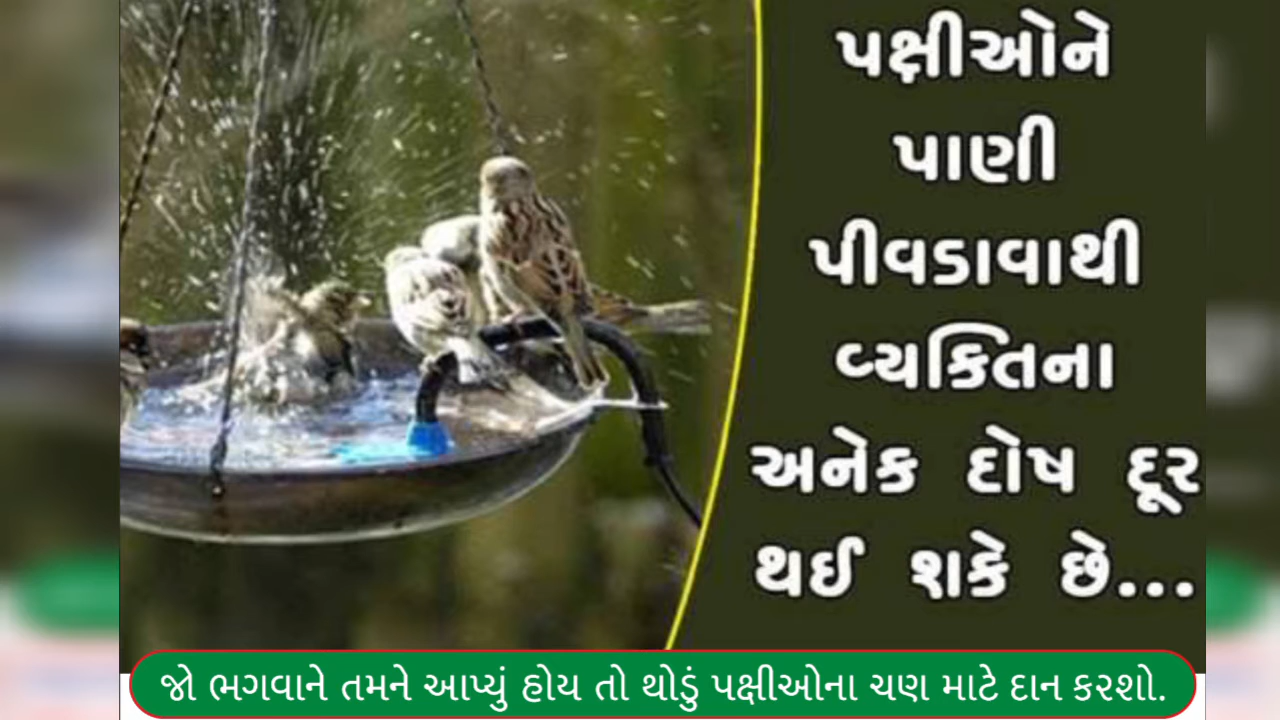 પક્ષીઓને
પાણી
પીવડાવાથી
વ્યક્તિના
અનેક દોષ દૂર
થઈ શકે છે...
જો ભગવાને તમને આપ્યું હોય તો થોડું પક્ષીઓના ચણ માટે દાન કરશો.